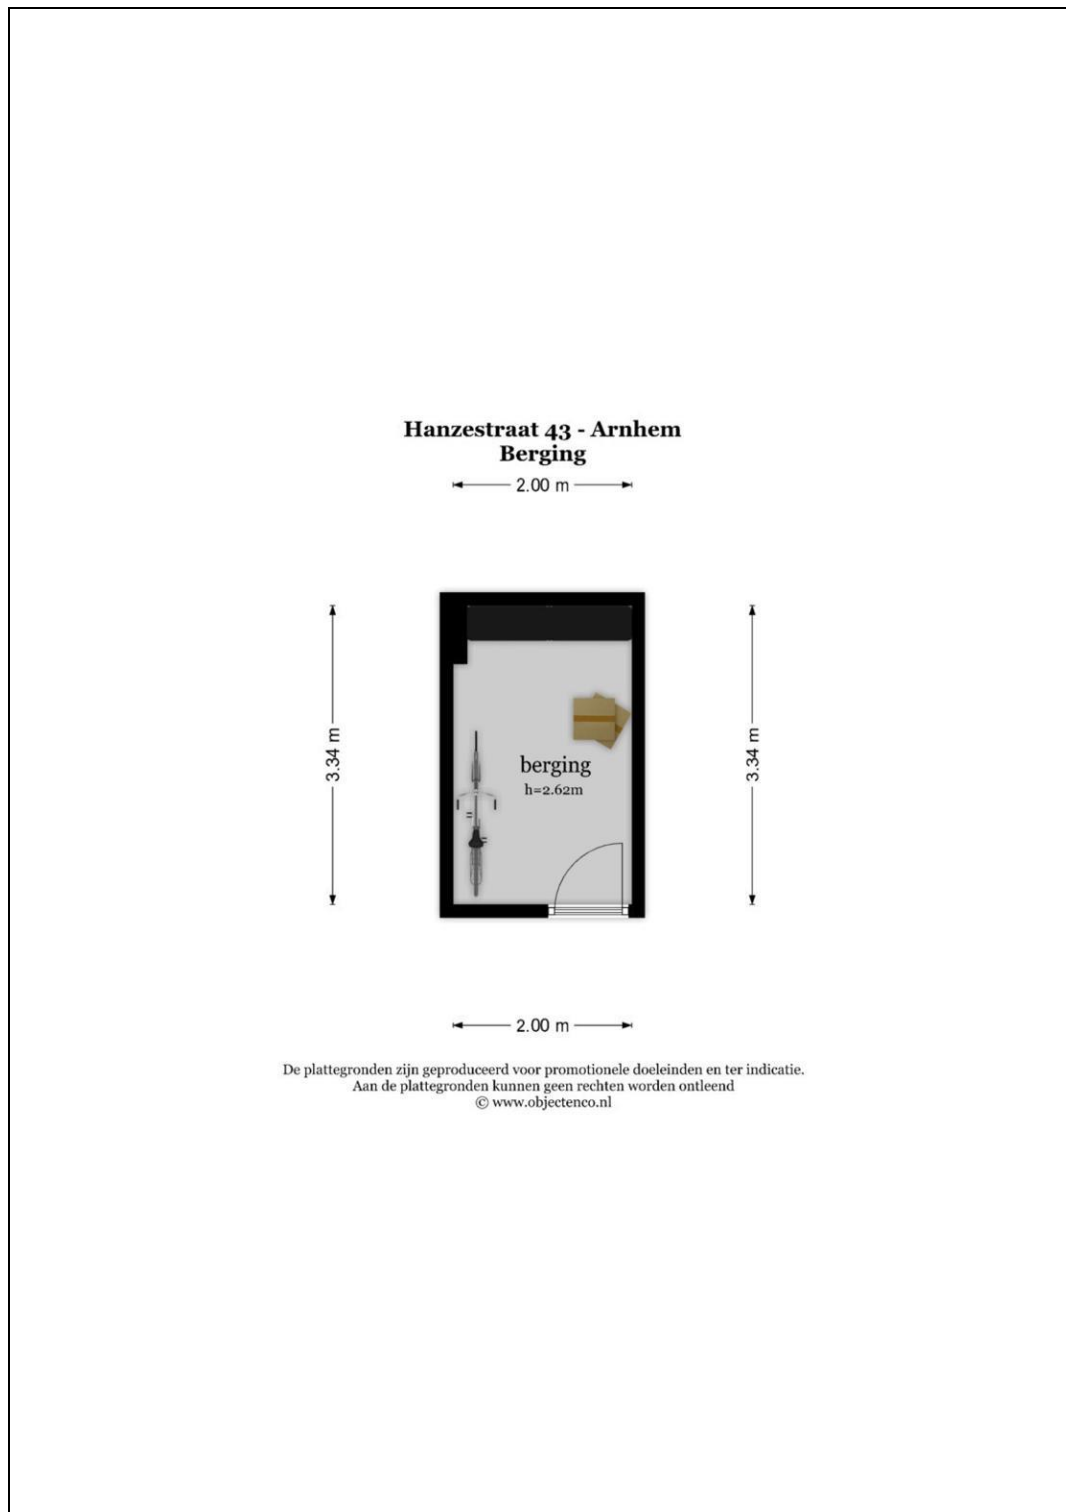 Hanzestraat 43 - Arnhem
Berging
2.00 m
3.34 m
3.34 m
berging
h=2.62m
2.00 m
De plattegronden zijn geproduceerd voor promotionele doeleinden en ter indicatie.
Aan de plattegronden kunnen geen rechten worden ontleend
© www.objectenco.nl